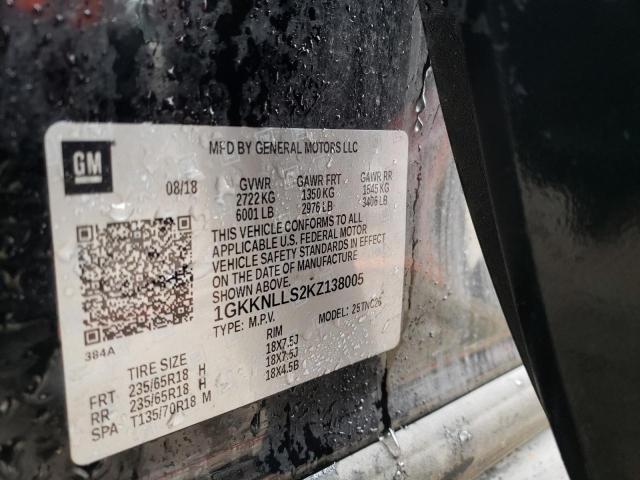 GM
MFD BY GENERAL MOTORS LLC
08/18 GVWR GAWR FRT GAWR RR
2722 KG 1350 KG 1545 KG
6001 LB 2976 LB 3406 LB
THIS VEHICLE CONFORMS TO ALL
APPLICABLE U.S. FEDERAL MOTOR
VEHICLE SAFETY STANDARDS IN EFFECT
ON THE DATE OF MANUFACTURE
SHOWN ABOVE.
1GKKNLLS2KZ138005
TYPE: M.P.V. MODEL: 25TNC26
384A
TIRE SIZE RIM
FRT 235/65R18 H 18X7.5J
RR 235/65R18 H 18X7.5J
SPA T135/70R18 M 18X4.5B